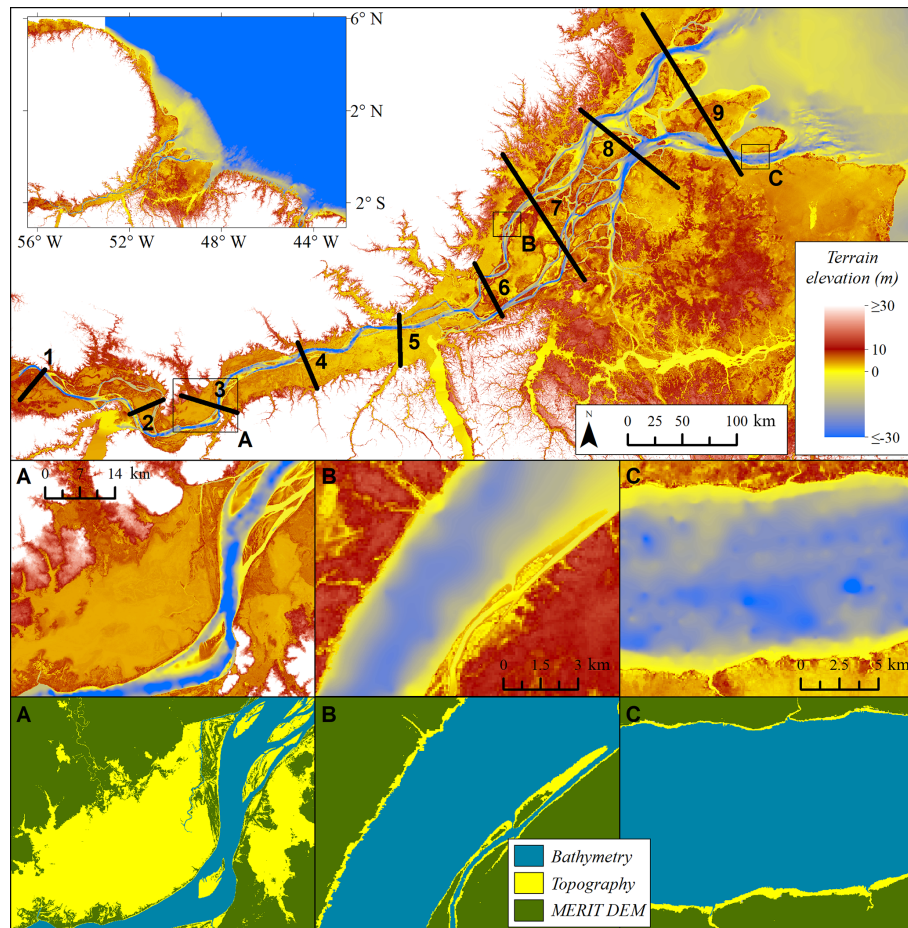 6° N
2° N
2° S
56° W 52° W 48° W 44° W
1
2
3
4
5
6
7
8
9
A
B
C
Terrain
elevation (m)
≥30
10
0
≤-30
N
0 25 50 100 km
A
0 7 14 km
B
0 1.5 3 km
C
0 2.5 5 km
A
B
C
Bathymetry
Topography
MERIT DEM